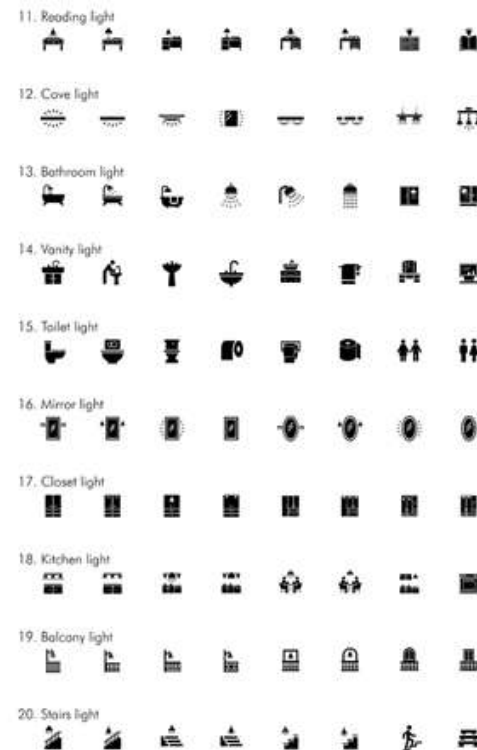 11. Reading light
12. Cove light
13. Bathroom light
14. Vanity light
15. Toilet light
16. Mirror light
17. Closet light
18. Kitchen light
19. Balcony light
20. Stairs light